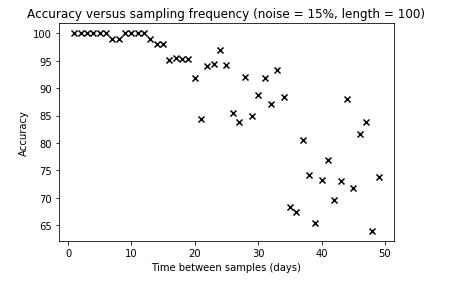 Accuracy versus sampling frequency (noise = 15%, length = 100)
100
95
90
85
80
75
70
65
Accuracy
0 10 20 30 40 50
Time between samples (days)